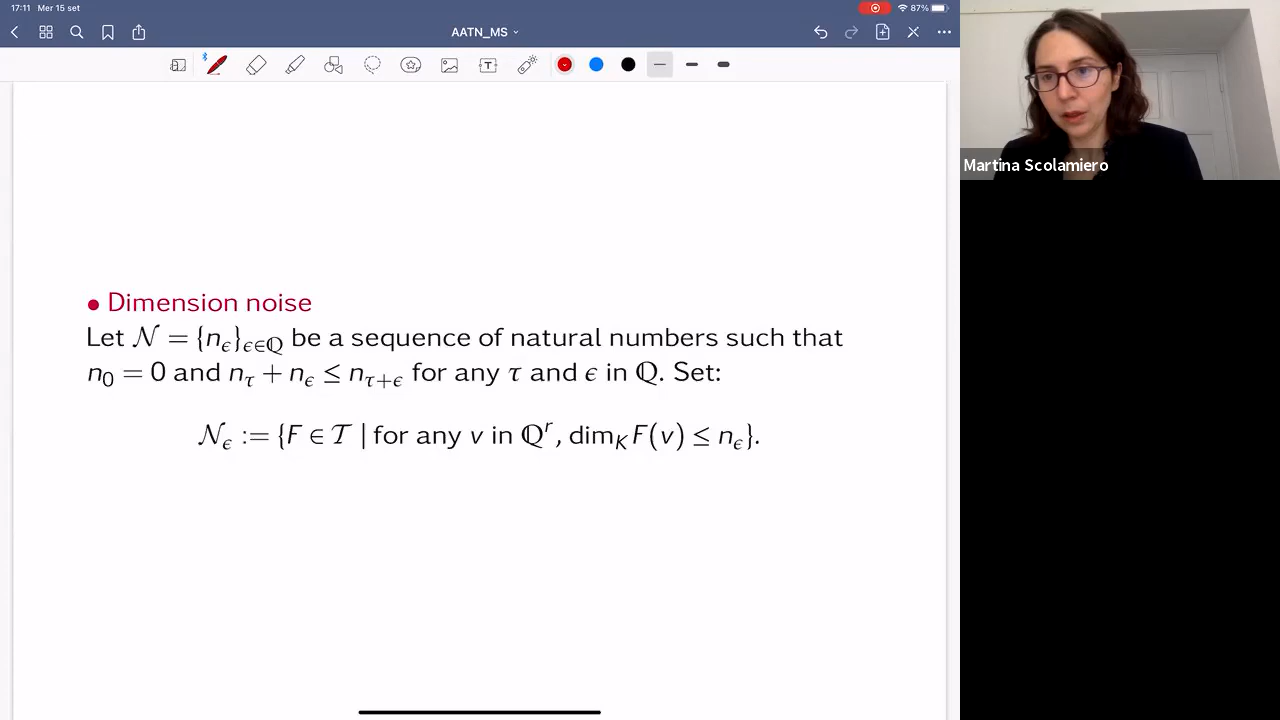 17:11 Mer 15 set
87%
AATN_MS
T
Martina Scolamiero
• Dimension noise
Let 𝒩 = {n_ϵ}_{ϵ∈ℚ} be a sequence of natural numbers such that
n_0 = 0 and n_τ + n_ϵ ≤ n_{τ+ϵ} for any τ and ϵ in ℚ. Set:
𝒩_ϵ := {F ∈ 𝒯 | for any v in ℚ^r, dim_K F(v) ≤ n_ϵ}.